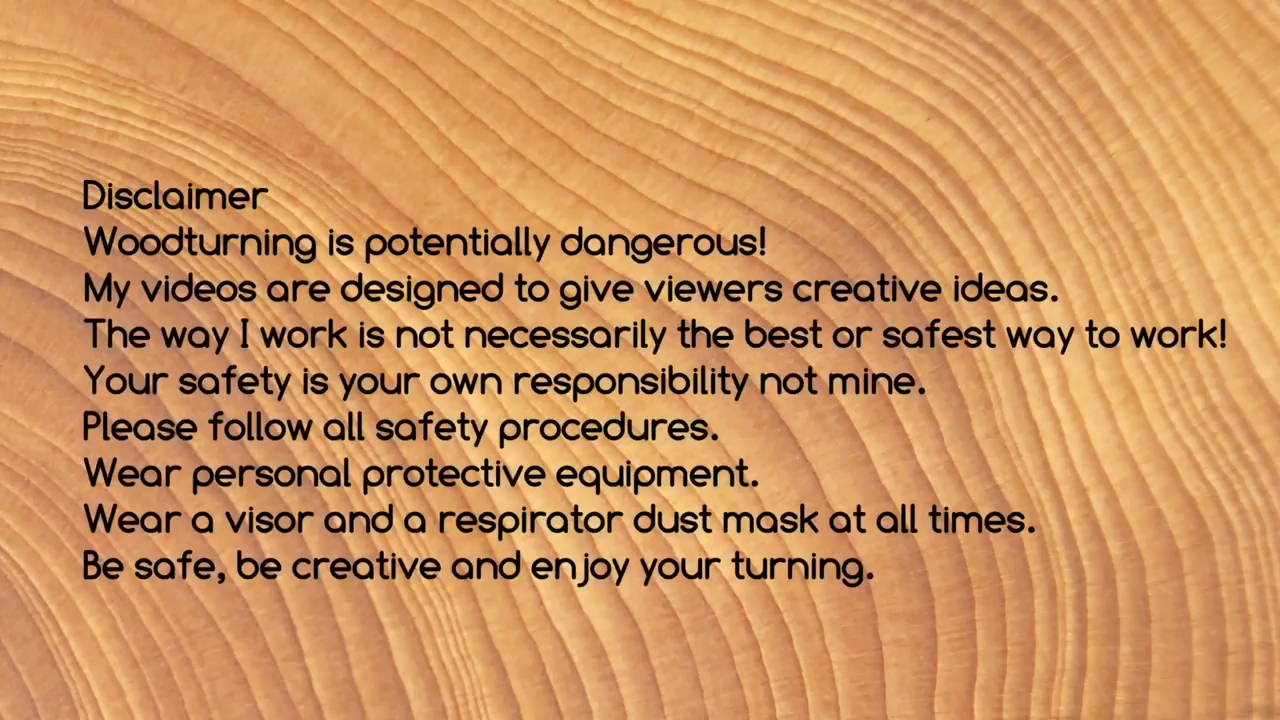 Disclaimer
Woodturning is potentially dangerous!
My videos are designed to give viewers creative ideas.
The way I work is not necessarily the best or safest way to work!
Your safety is your own responsibility not mine.
Please follow all safety procedures.
Wear personal protective equipment.
Wear a visor and a respirator dust mask at all times.
Be safe, be creative and enjoy your turning.